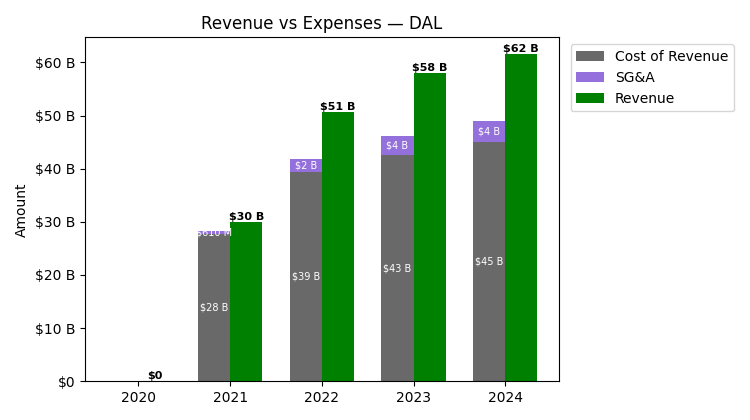 Revenue vs Expenses — DAL
Cost of Revenue
SG&A
Revenue
Amount
$60 B
$50 B
$40 B
$30 B
$20 B
$10 B
$0
$0
$30 B
$610 M
$28 B
$51 B
$2 B
$39 B
$58 B
$4 B
$43 B
$62 B
$4 B
$45 B
2020
2021
2022
2023
2024